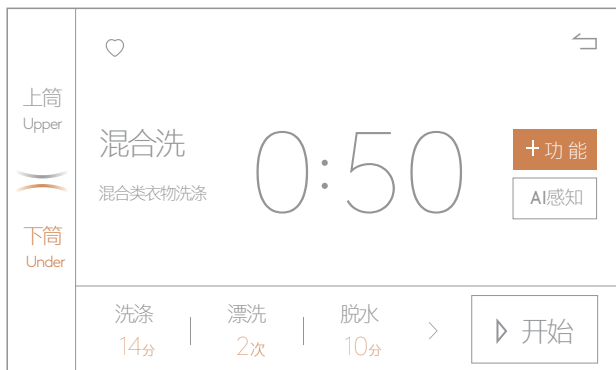 上筒
Upper
下筒
Under
混合洗
混合类衣物洗涤
0:50
+功能
AI感知
洗涤
14分
漂洗
2次
脱水
10分
开始